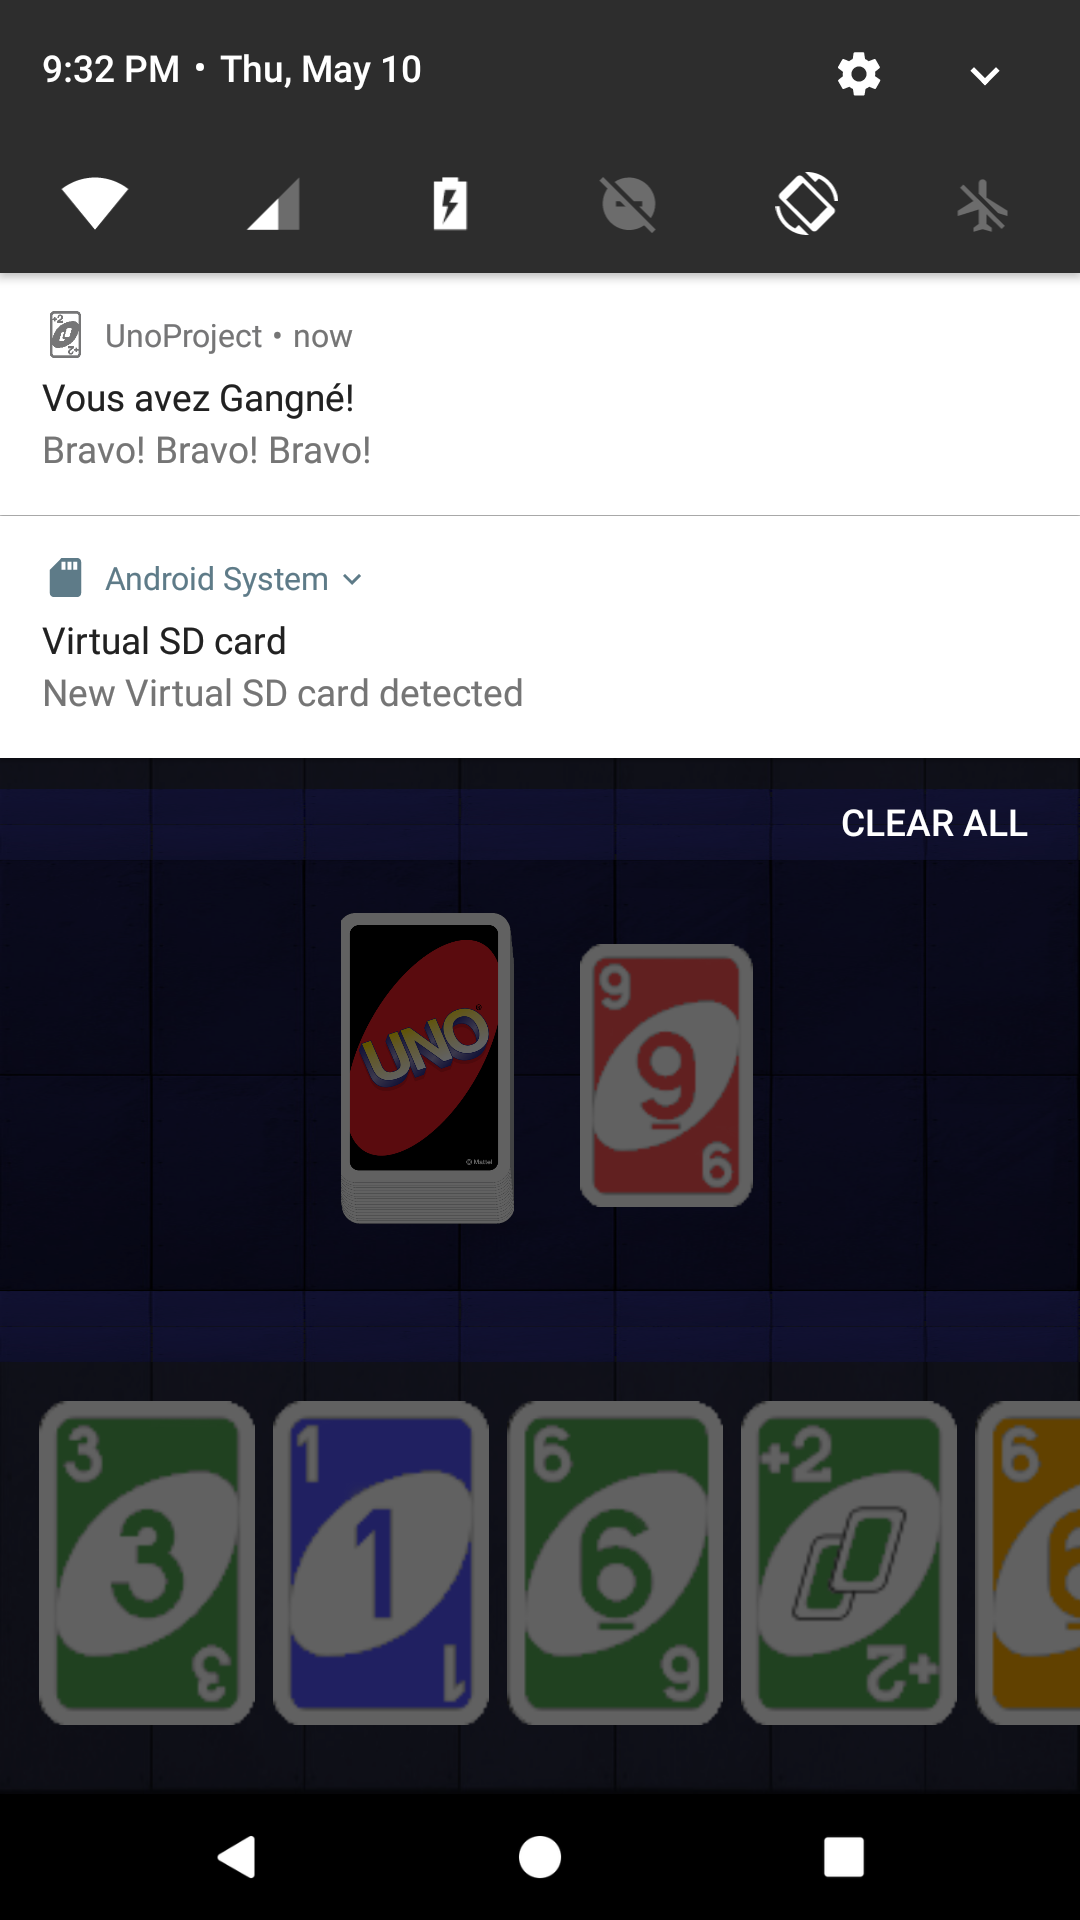 9:32 PM • Thu, May 10
UnoProject • now
Vous avez Gangné!
Bravo! Bravo! Bravo!
Android System
Virtual SD card
New Virtual SD card detected
CLEAR ALL
UNO
© Mattel
9
9
9
3
3
3
1
1
1
6
6
6
+2
+2
6
6